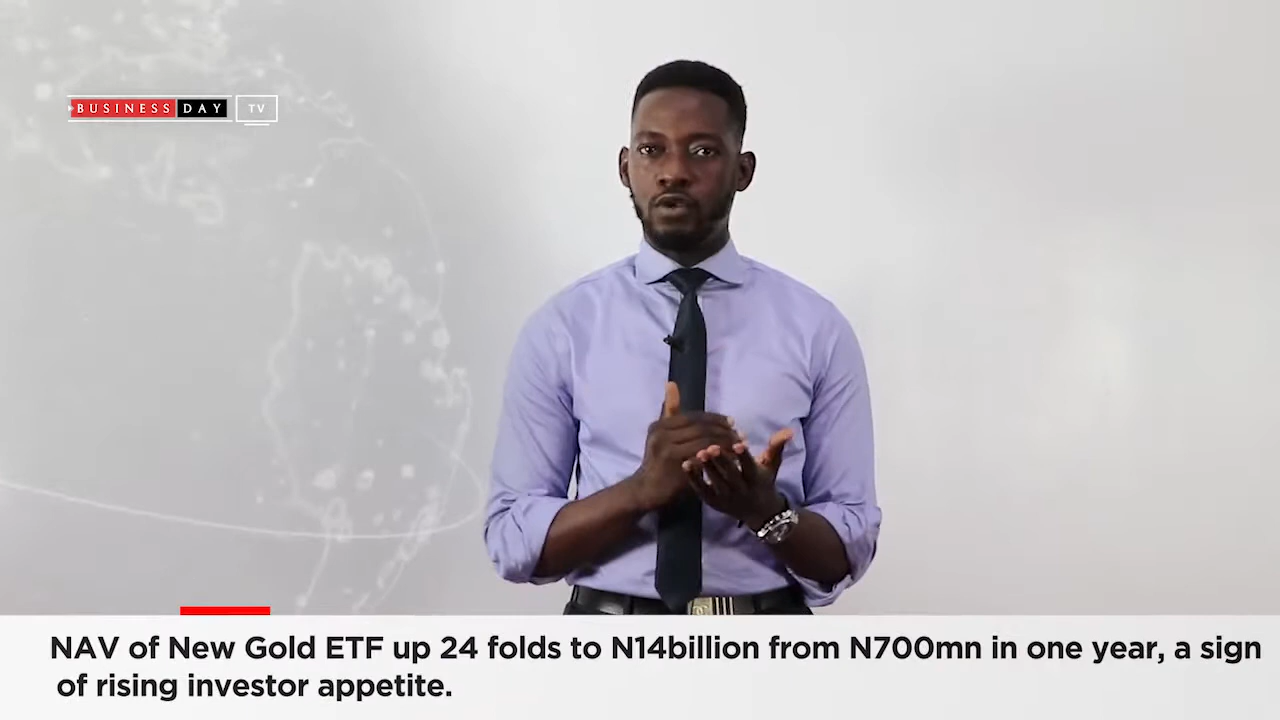 BUSINESS DAY TV
NAV of New Gold ETF up 24 folds to N14billion from N700mn in one year, a sign
of rising investor appetite.